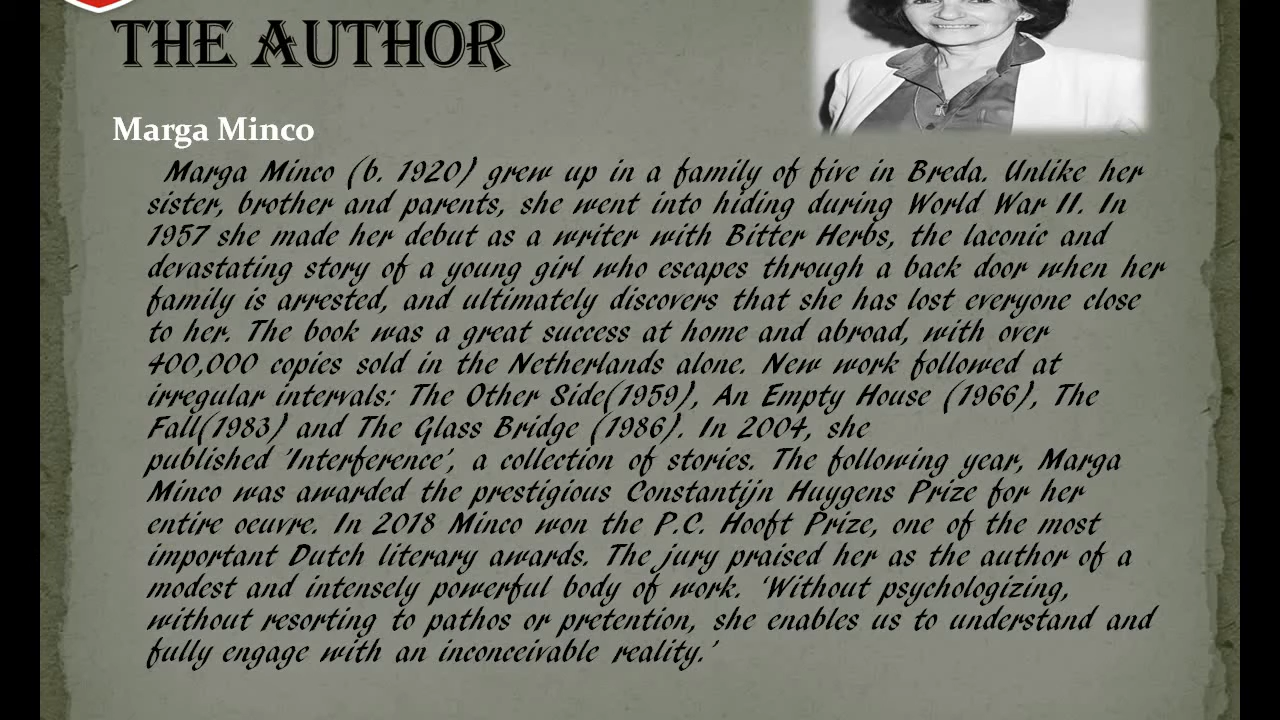 THE AUTHOR
Marga Minco
Marga Minco (b. 1920) grew up in a family of five in Breda. Unlike her
sister, brother and parents, she went into hiding during World War II. In
1957 she made her debut as a writer with Bitter Herbs, the laconic and
devastating story of a young girl who escapes through a back door when her
family is arrested, and ultimately discovers that she has lost everyone close
to her. The book was a great success at home and abroad, with over
400,000 copies sold in the Netherlands alone. New work followed at
irregular intervals: The Other Side(1959), An Empty House (1966), The
Fall(1983) and The Glass Bridge (1986). In 2004, she
published 'Interference', a collection of stories. The following year, Marga
Minco was awarded the prestigious Constantijn Huygens Prize for her
entire oeuvre. In 2018 Minco won the P.C. Hooft Prize, one of the most
important Dutch literary awards. The jury praised her as the author of a
modest and intensely powerful body of work. ‘Without psychologizing,
without resorting to pathos or pretention, she enables us to understand and
fully engage with an inconceivable reality.’